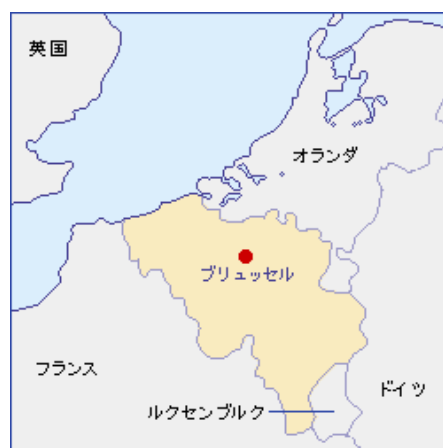 英国
オランダ
ブリュッセル
フランス
ドイツ
ルクセンブルク